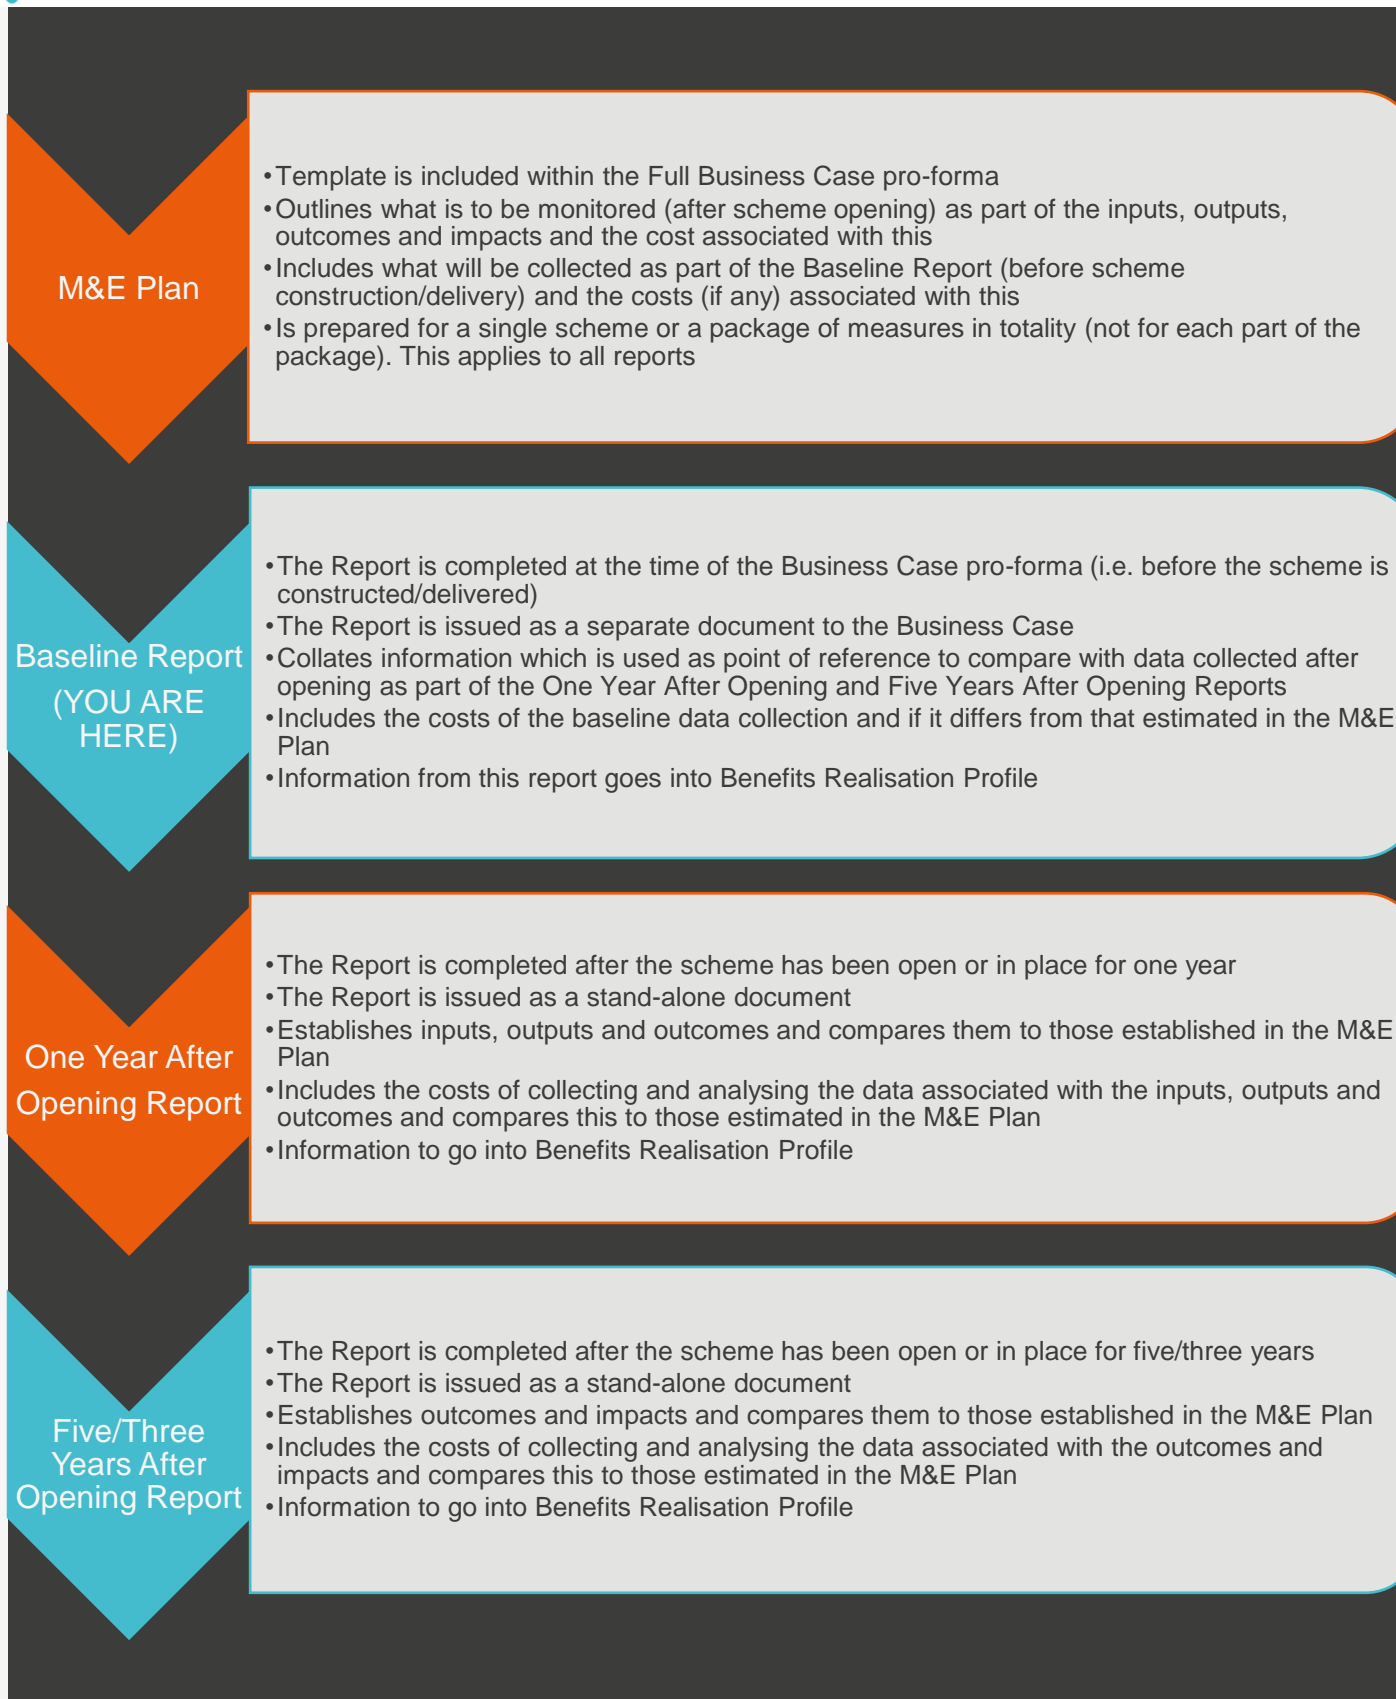 M&E Plan
•Template is included within the Full Business Case pro-forma
•Outlines what is to be monitored (after scheme opening) as part of the inputs, outputs,
outcomes and impacts and the cost associated with this
•Includes what will be collected as part of the Baseline Report (before scheme
construction/delivery) and the costs (if any) associated with this
•Is prepared for a single scheme or a package of measures in totality (not for each part of the
package). This applies to all reports
Baseline Report
(YOU ARE
HERE)
•The Report is completed at the time of the Business Case pro-forma (i.e. before the scheme is
constructed/delivered)
•The Report is issued as a separate document to the Business Case
•Collates information which is used as point of reference to compare with data collected after
opening as part of the One Year After Opening and Five Years After Opening Reports
•Includes the costs of the baseline data collection and if it differs from that estimated in the M&E
Plan
•Information from this report goes into Benefits Realisation Profile
One Year After
Opening Report
•The Report is completed after the scheme has been open or in place for one year
•The Report is issued as a stand-alone document
•Establishes inputs, outputs and outcomes and compares them to those established in the M&E
Plan
•Includes the costs of collecting and analysing the data associated with the inputs, outputs and
outcomes and compares this to those estimated in the M&E Plan
•Information to go into Benefits Realisation Profile
Five/Three
Years After
Opening Report
•The Report is completed after the scheme has been open or in place for five/three years
•The Report is issued as a stand-alone document
•Establishes outcomes and impacts and compares them to those established in the M&E Plan
•Includes the costs of collecting and analysing the data associated with the outcomes and
impacts and compares this to those estimated in the M&E Plan
•Information to go into Benefits Realisation Profile